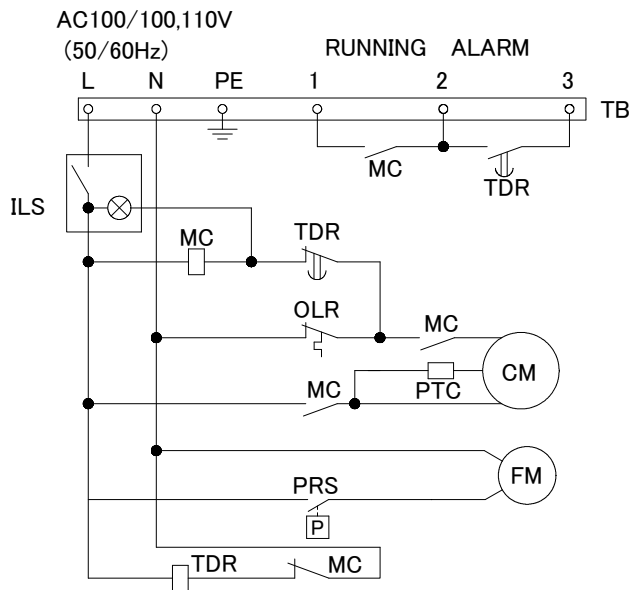 AC100/100,110V
(50/60Hz)
RUNNING ALARM
L N PE 1 2 3
TB
MC
TDR
ILS
MC
TDR
OLR
MC
CM
PTC
MC
FM
PRS
P
TDR
MC